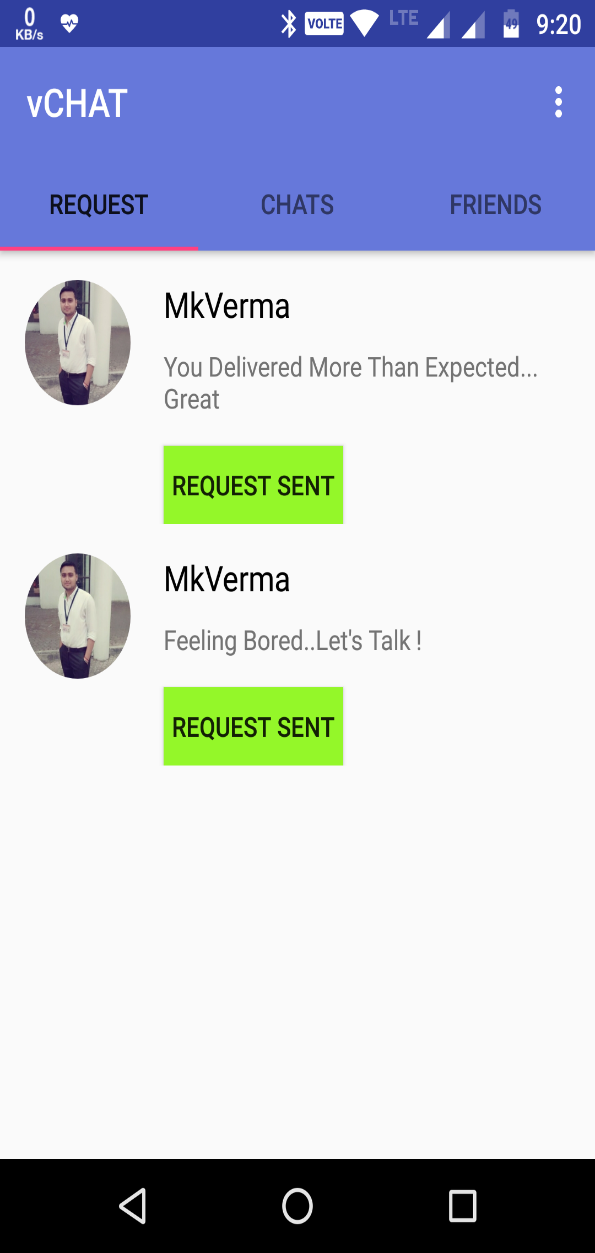 0
KB/s
VOLTE
LTE
49
9:20
vCHAT
REQUEST
CHATS
FRIENDS
MkVerma
You Delivered More Than Expected...
Great
REQUEST SENT
MkVerma
Feeling Bored..Let's Talk !
REQUEST SENT